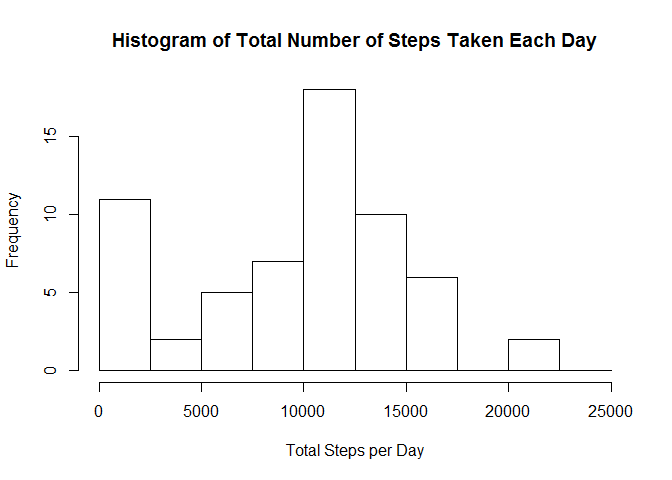 Histogram of Total Number of Steps Taken Each Day
Frequency
15
10
5
0
0 5000 10000 15000 20000 25000
Total Steps per Day